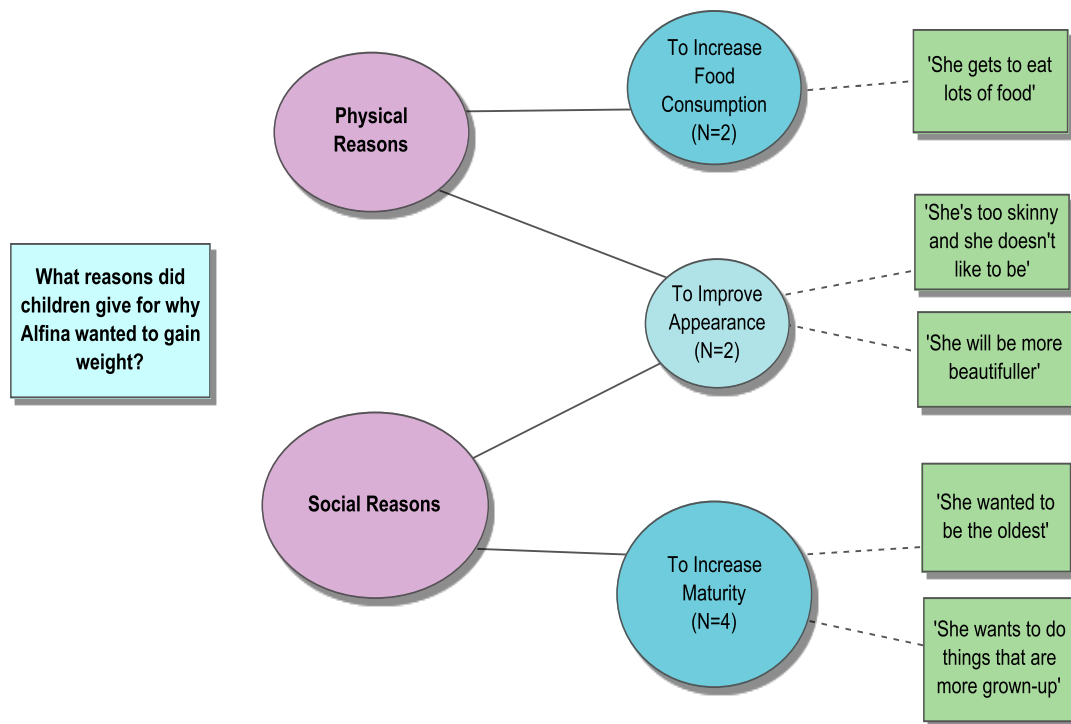 What reasons did
children give for why
Alfina wanted to gain
weight?
Physical
Reasons
To Increase
Food
Consumption
(N=2)
'She gets to eat
lots of food'
To Improve
Appearance
(N=2)
'She's too skinny
and she doesn't
like to be'
'She will be more
beautifuller'
Social Reasons
To Increase
Maturity
(N=4)
'She wanted to
be the oldest'
'She wants to do
things that are
more grown-up'